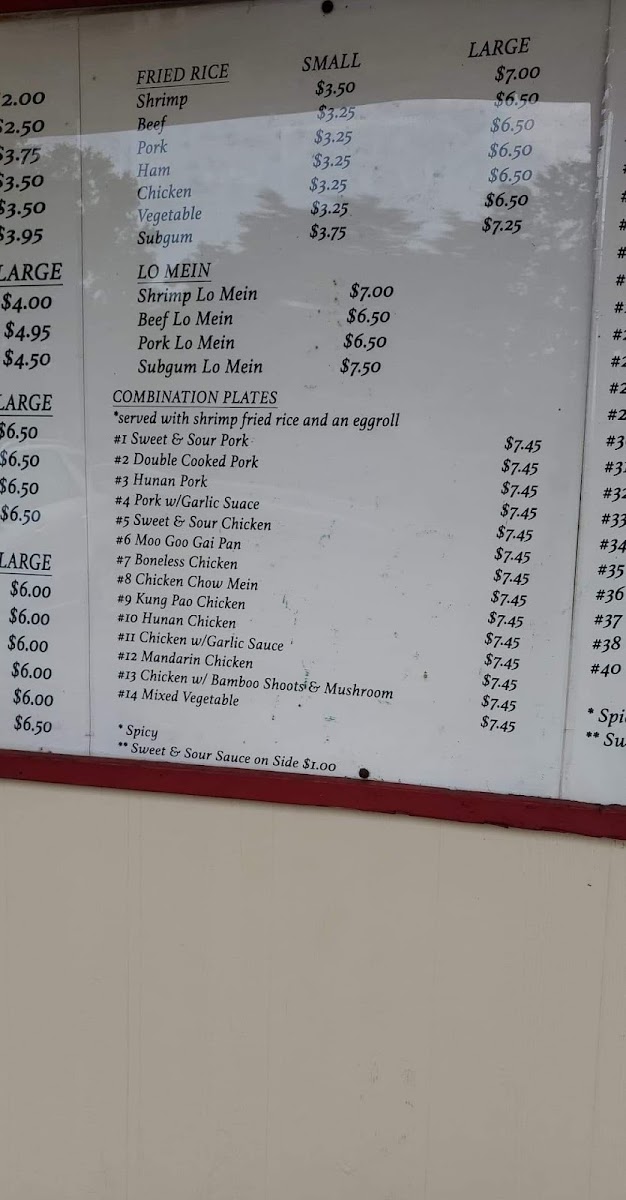 2.00
$2.50
$3.75
$3.50
$3.50
$3.95
LARGE
$4.00
$4.95
$4.50
LARGE
$6.50
$6.50
$6.50
$6.50
LARGE
$6.00
$6.00
$6.00
$6.00
$6.00
$6.50
FRIED RICE SMALL LARGE
Shrimp $3.50 $7.00
Beef $3.25 $6.50
Pork $3.25 $6.50
Ham $3.25 $6.50
Chicken $3.25 $6.50
Vegetable $3.25 $6.50
Subgum $3.75 $7.25
LO MEIN
Shrimp Lo Mein $7.00
Beef Lo Mein $6.50
Pork Lo Mein $6.50
Subgum Lo Mein $7.50
COMBINATION PLATES
*served with shrimp fried rice and an eggroll
#1 Sweet & Sour Pork $7.45
#2 Double Cooked Pork $7.45
#3 Hunan Pork $7.45
#4 Pork w/Garlic Suace $7.45
#5 Sweet & Sour Chicken $7.45
#6 Moo Goo Gai Pan $7.45
#7 Boneless Chicken $7.45
#8 Chicken Chow Mein $7.45
#9 Kung Pao Chicken $7.45
#10 Hunan Chicken $7.45
#11 Chicken w/Garlic Sauce $7.45
#12 Mandarin Chicken $7.45
#13 Chicken w/ Bamboo Shoots & Mushroom $7.45
#14 Mixed Vegetable $7.45
* Spicy
** Sweet & Sour Sauce on Side $1.00
#32
#33
#34
#35
#36
#37
#38
#40
* Spi
** Su